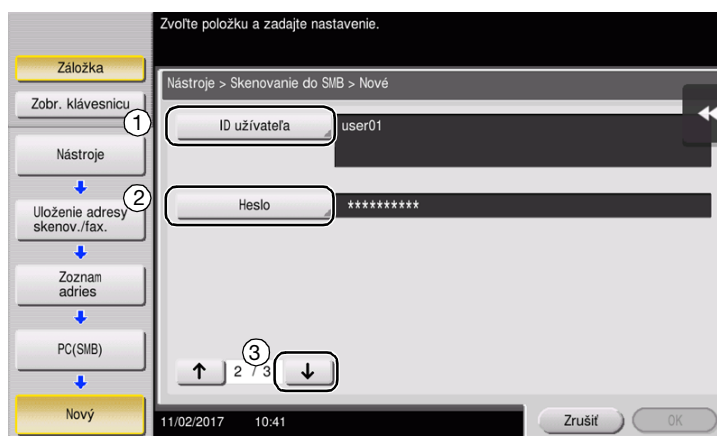 Zvoľte položku a zadajte nastavenie.
Záložka
Zobr. klávesnicu
Nástroje
Uloženie adresy
skenov./fax.
Zoznam
adries
PC(SMB)
Nový
Nástroje > Skenovanie do SMB > Nové
1
ID užívateľa
user01
2
Heslo
**********
3
↑ 2 / 3 ↓
11/02/2017 10:41
Zrušiť
OK